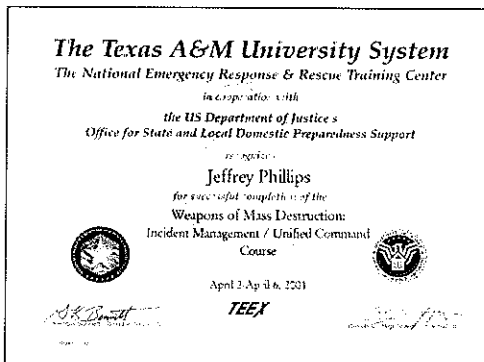 The Texas A&M University System
The National Emergency Response & Rescue Training Center
in cooperation with
the US Department of Justice's
Office for State and Local Domestic Preparedness Support
recognizes
Jeffrey Phillips
for successful completion of the
Weapons of Mass Destruction:
Incident Management / Unified Command
Course
April 2-April 6, 2001
TEEX